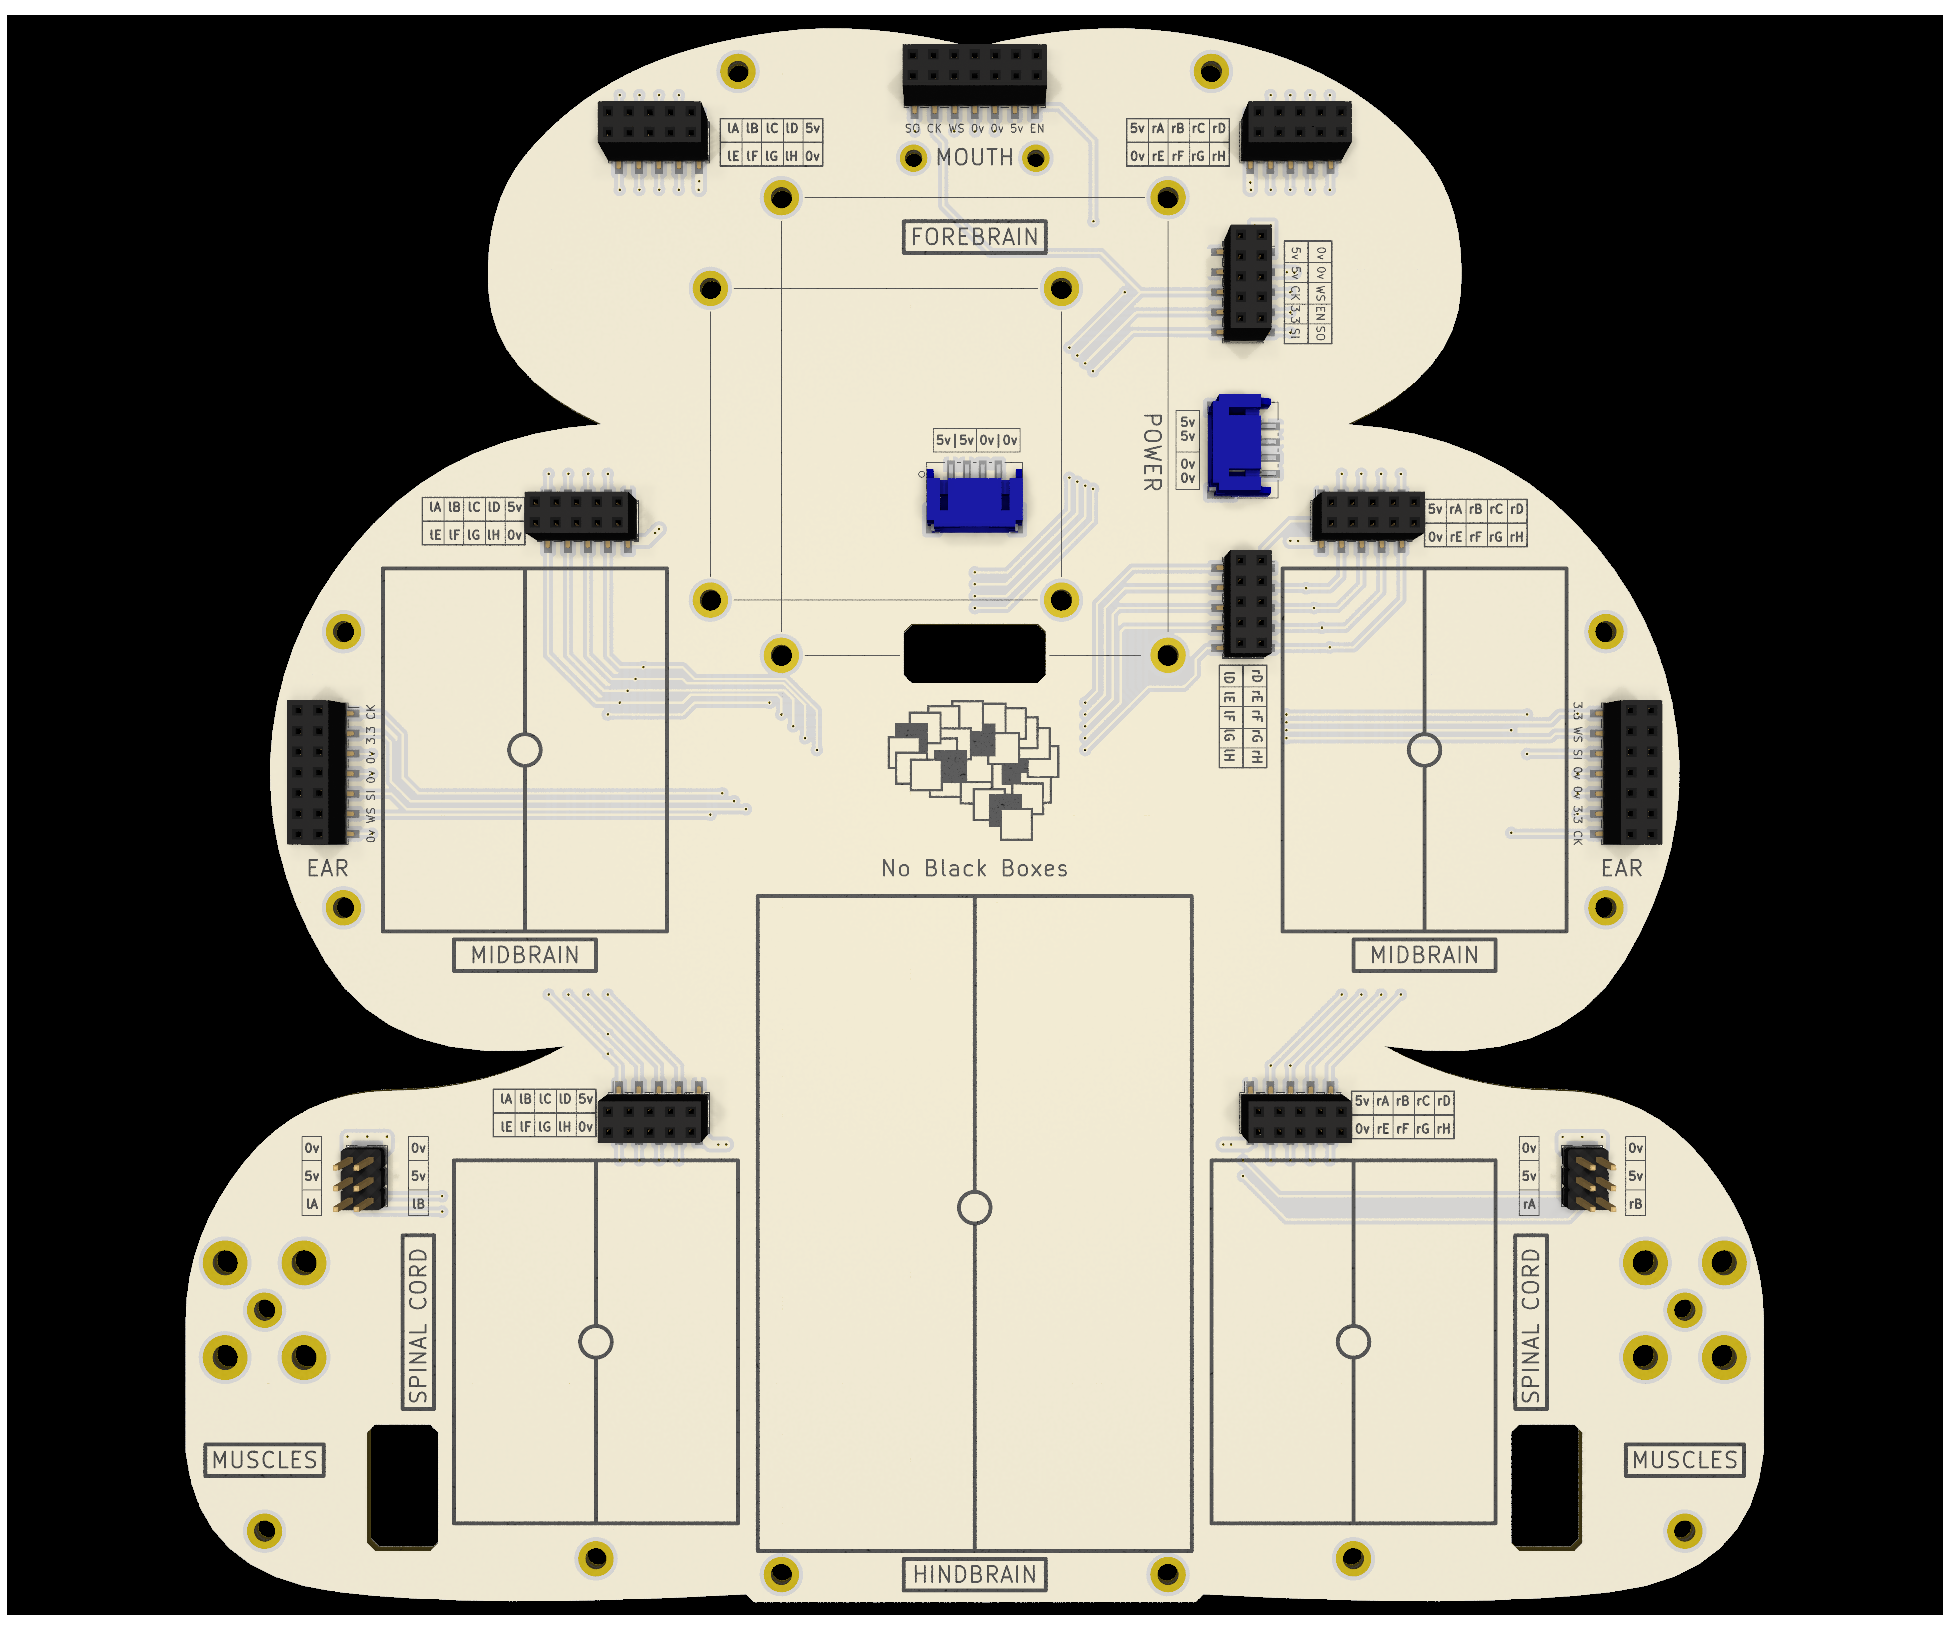 SO CK WS 0v 0v 5v EN
lA lB lC lD 5v
lE lF lG lH 0v
MOUTH
5v rA rB rC rD
0v rE rF rG rH
FOREBRAIN
0v 0v WS EN SO
5v 5v CK 3.3 SI
5v|5v|0v|0v
POWER
5v
5v
0v
0v
lA lB lC lD 5v
lE lF lG lH 0v
5v rA rB rC rD
0v rE rF rG rH
rD rE rF rG rH
lD lE lF lG lH
0v WS SI 0v 0v 3.3 CK
EAR
3.3 WS SI 0v 0v 3.3 CK
EAR
No Black Boxes
MIDBRAIN
MIDBRAIN
lA lB lC lD 5v
lE lF lG lH 0v
5v rA rB rC rD
0v rE rF rG rH
0v
5v
lA
0v
5v
lB
0v
5v
rA
0v
5v
rB
SPINAL CORD
SPINAL CORD
MUSCLES
MUSCLES
HINDBRAIN